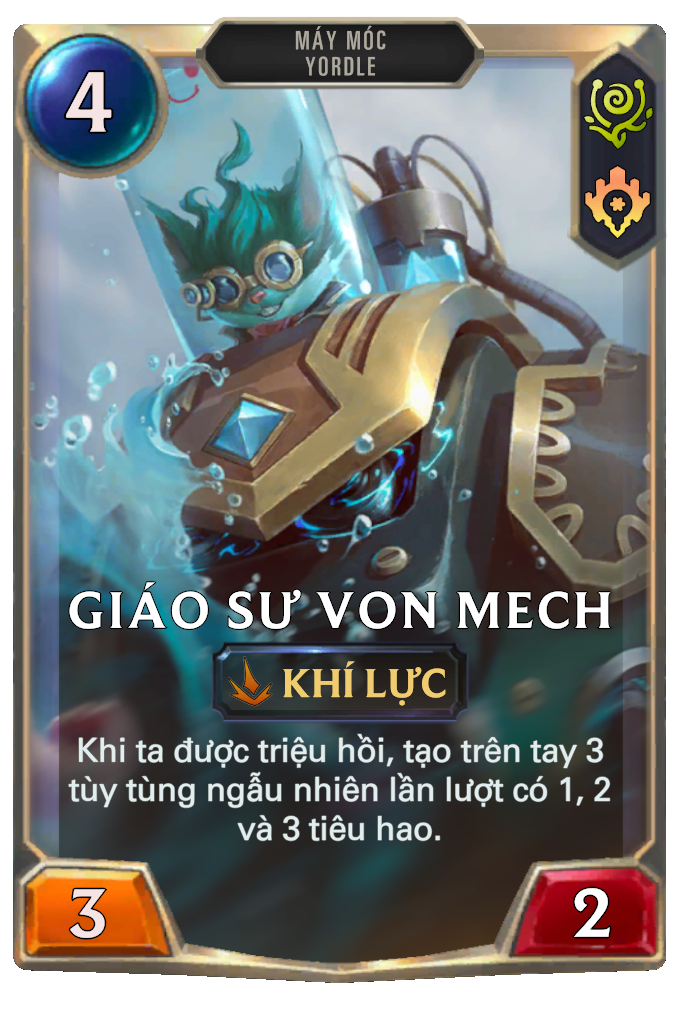 MÁY MÓC
YORDLE
4
GIÁO SƯ VON MECH
KHÍ LỰC
Khi ta được triệu hồi, tạo trên tay 3
tùy tùng ngẫu nhiên lần lượt có 1, 2
và 3 tiêu hao.
3
2